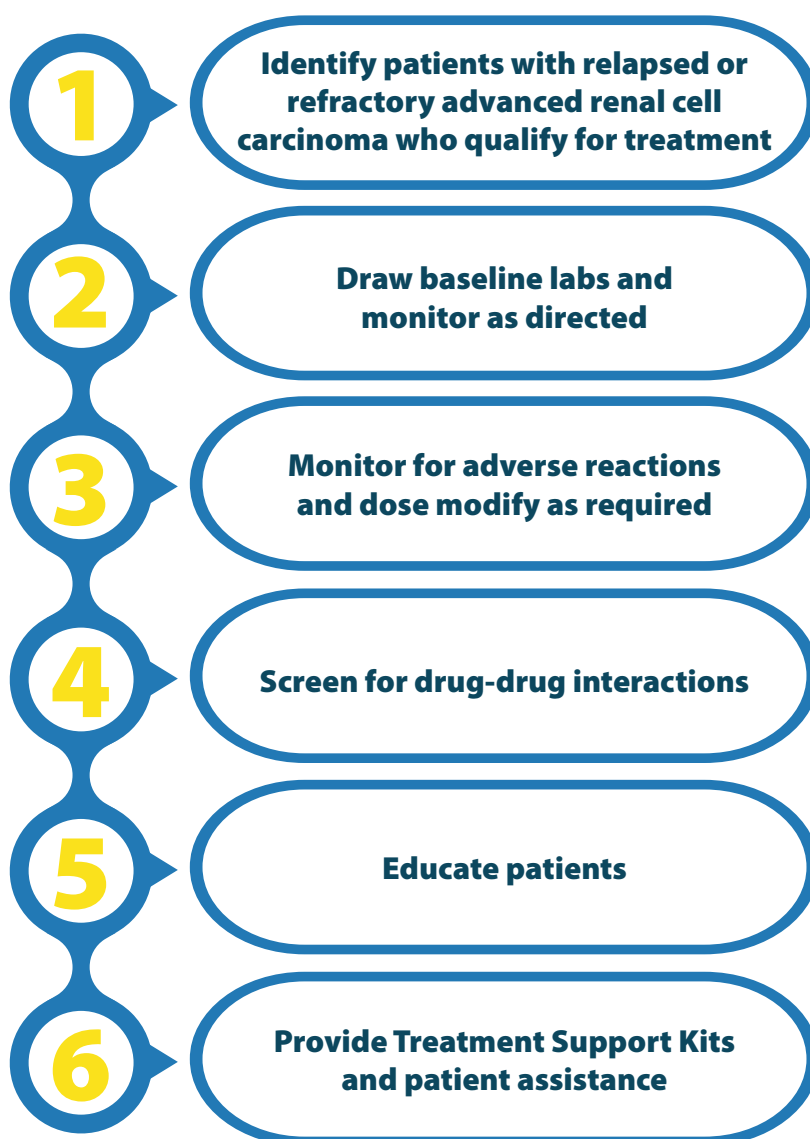 1
Identify patients with relapsed or
refractory advanced renal cell
carcinoma who qualify for treatment
2
Draw baseline labs and
monitor as directed
3
Monitor for adverse reactions
and dose modify as required
4
Screen for drug-drug interactions
5
Educate patients
6
Provide Treatment Support Kits
and patient assistance